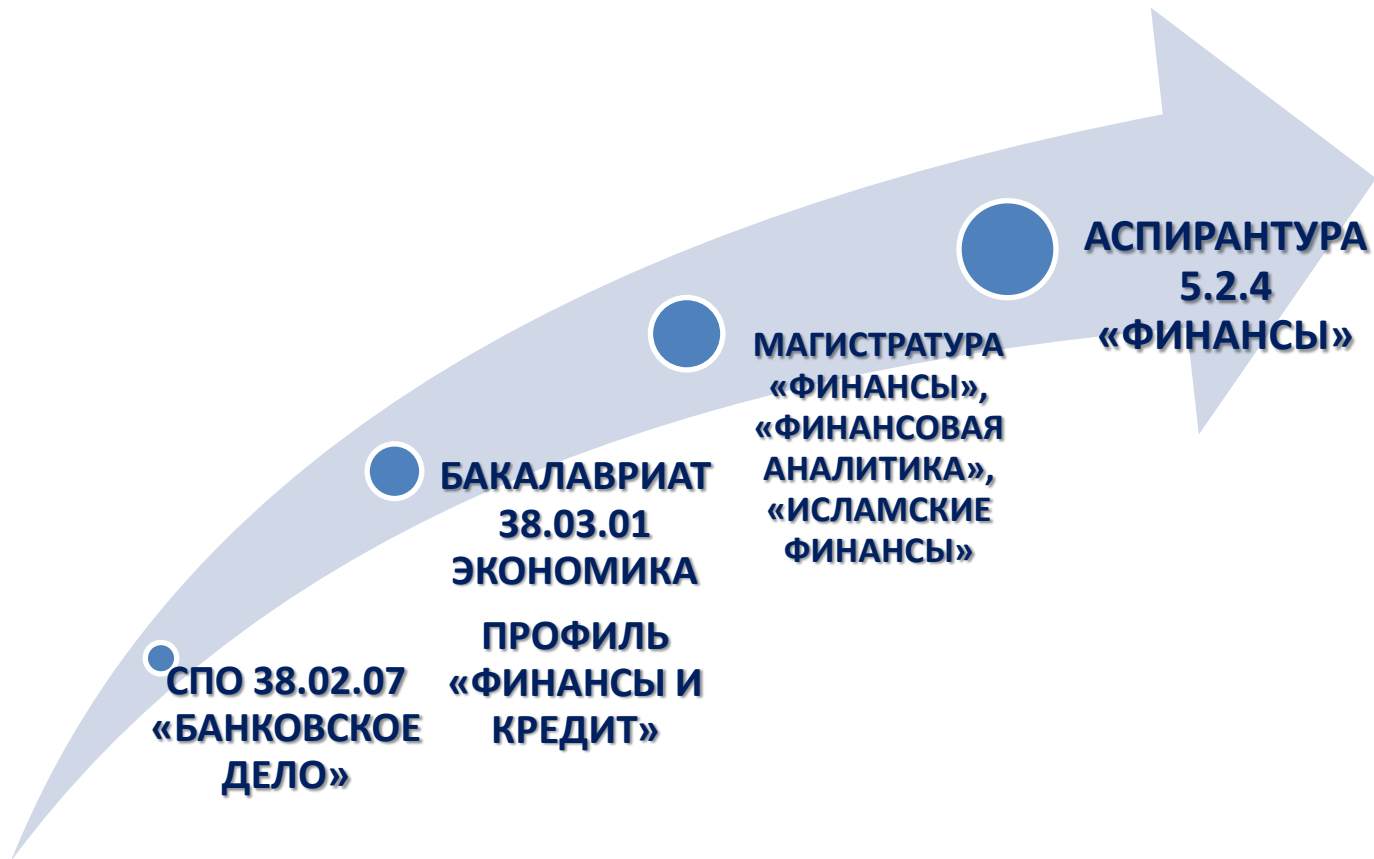 СПО 38.02.07
«БАНКОВСКОЕ
ДЕЛО»
БАКАЛАВРИАТ
38.03.01
ЭКОНОМИКА
ПРОФИЛЬ
«ФИНАНСЫ И
КРЕДИТ»
МАГИСТРАТУРА
«ФИНАНСЫ»,
«ФИНАНСОВАЯ
АНАЛИТИКА»,
«ИСЛАМСКИЕ
ФИНАНСЫ»
АСПИРАНТУРА
5.2.4
«ФИНАНСЫ»